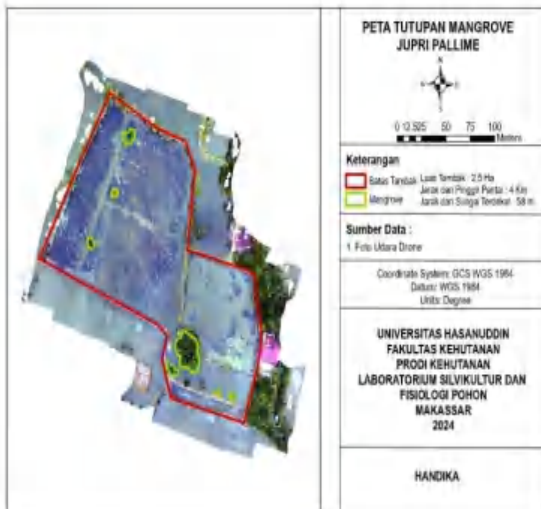 PETA TUTUPAN MANGROVE
JUPRI PALLIME
N
0 12.525 50 75 100
Meters
Keterangan
Batas Tambak
Mangrove
Luas Tambak : 2,5 Ha
Jarak dari Pinggir Pantai : 4 Km
Jarak dari Sungai Terdekat : 58 m
Sumber Data :
1. Foto Udara Drone
Coordinate System: GCS WGS 1984
Datum: WGS 1984
Units: Degree
UNIVERSITAS HASANUDDIN
FAKULTAS KEHUTANAN
PRODI KEHUTANAN
LABORATORIUM SILVIKULTUR DAN
FISIOLOGI POHON
MAKASSAR
2024
HANDIKA